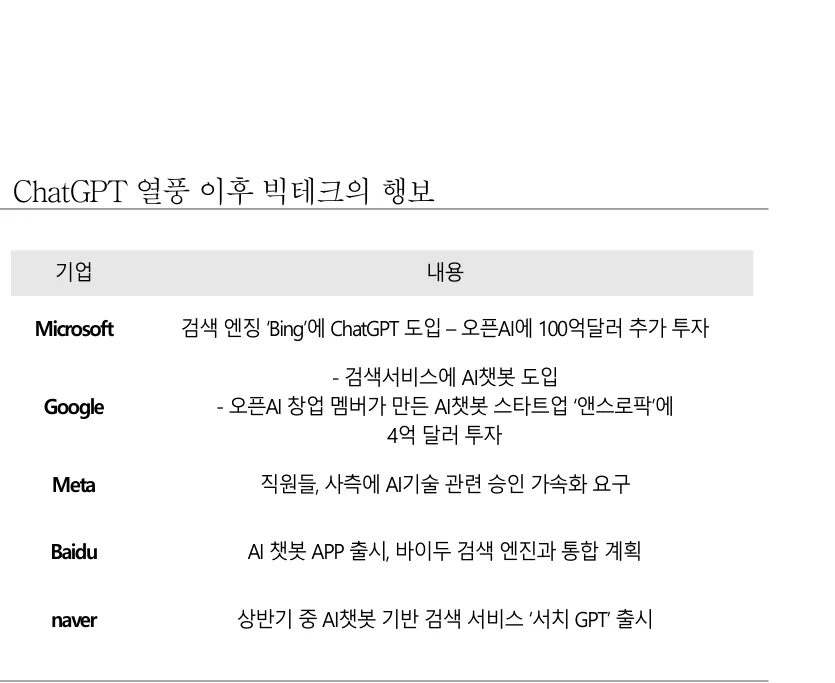 ChatGPT 열풍 이후 빅테크의 행보
기업 내용
Microsoft 검색 엔징 'Bing'에 ChatGPT 도입 – 오픈AI에 100억달러 추가 투자
- 검색서비스에 AI챗봇 도입
Google - 오픈AI 창업 멤버가 만든 AI챗봇 스타트업 '앤스로팍'에
4억 달러 투자
Meta 직원들, 사측에 AI기술 관련 승인 가속화 요구
Baidu AI 챗봇 APP 출시, 바이두 검색 엔진과 통합 계획
naver 상반기 중 AI챗봇 기반 검색 서비스 '서치 GPT' 출시